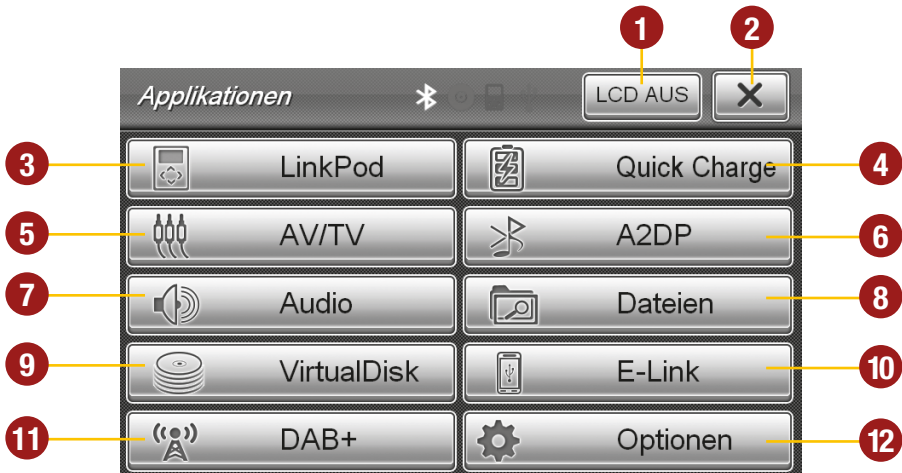 1 2
Applikationen LCD AUS
3 LinkPod Quick Charge 4
5 AV/TV A2DP 6
7 Audio Dateien 8
9 VirtualDisk E-Link 10
11 DAB+ Optionen 12